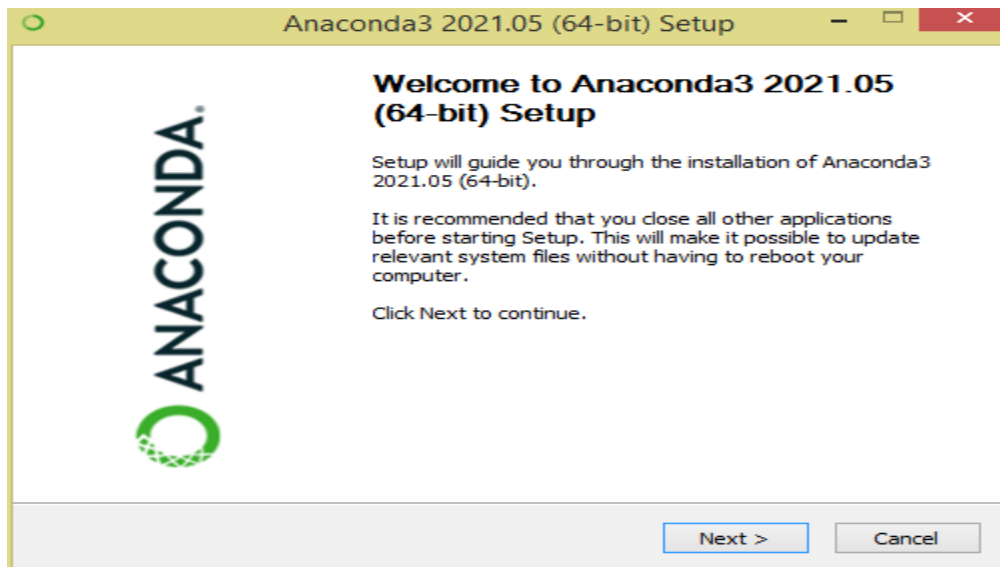 Anaconda3 2021.05 (64-bit) Setup
Welcome to Anaconda3 2021.05
(64-bit) Setup
Setup will guide you through the installation of Anaconda3
2021.05 (64-bit).
It is recommended that you close all other applications
before starting Setup. This will make it possible to update
relevant system files without having to reboot your
computer.
Click Next to continue.
ANACONDA.
Next >
Cancel